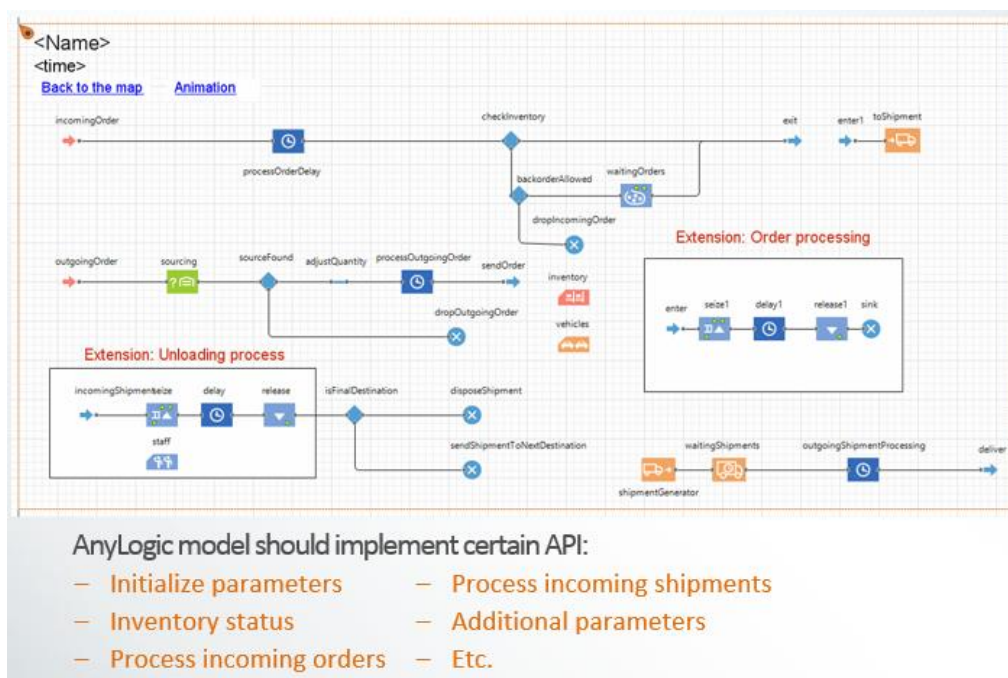 <Name>
<time>
Back to the map Animation
incomingOrder
processOrderDelay
checkInventory
exit
enter1
toShipment
backorderAllowed
waitingOrders
dropIncomingOrder
Extension: Order processing
outgoingOrder
sourcing
sourceFound
adjustQuantity
processOutgoingOrder
sendOrder
inventory
vehicles
dropOutgoingOrder
enter
seize1
delay1
release1
sink
Extension: Unloading process
incomingShipment
seize
delay
release
isFinalDestination
disposeShipment
staff
sendShipmentToNextDestination
waitingShipments
outgoingShipmentProcessing
deliver
shipmentGenerator
AnyLogic model should implement certain API:
– Initialize parameters
– Inventory status
– Process incoming orders
– Process incoming shipments
– Additional parameters
– Etc.